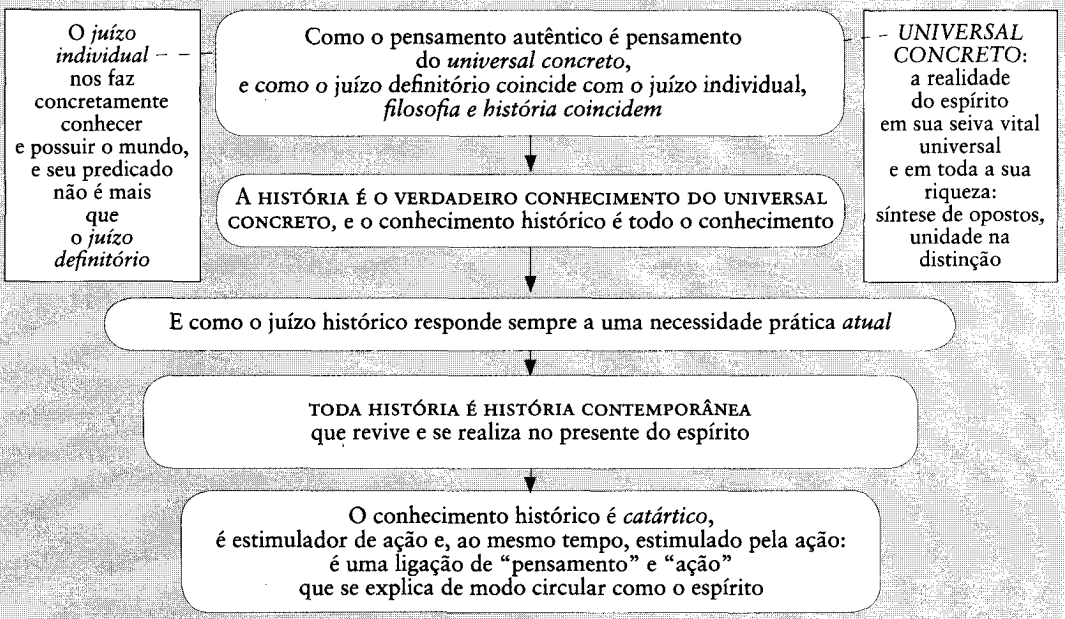 O juízo
individual
nos faz
concretamente
conhecer
e possuir o mundo,
e seu predicado
não é mais
que
o juízo
definitório
Como o pensamento autêntico é pensamento
do universal concreto,
e como o juízo definitório coincide com o juízo individual,
filosofia e história coincidem
UNIVERSAL
CONCRETO:
a realidade
do espírito
em sua seiva vital
universal
e em toda a sua
riqueza:
síntese de opostos,
unidade na
distinção
A HISTÓRIA É O VERDADEIRO CONHECIMENTO DO UNIVERSAL
CONCRETO, e o conhecimento histórico é todo o conhecimento
E como o juízo histórico responde sempre a uma necessidade prática atual
TODA HISTÓRIA É HISTÓRIA CONTEMPORÂNEA
que revive e se realiza no presente do espírito
O conhecimento histórico é catártico,
é estimulador de ação e, ao mesmo tempo, estimulado pela ação:
é uma ligação de “pensamento” e “ação”
que se explica de modo circular como o espírito